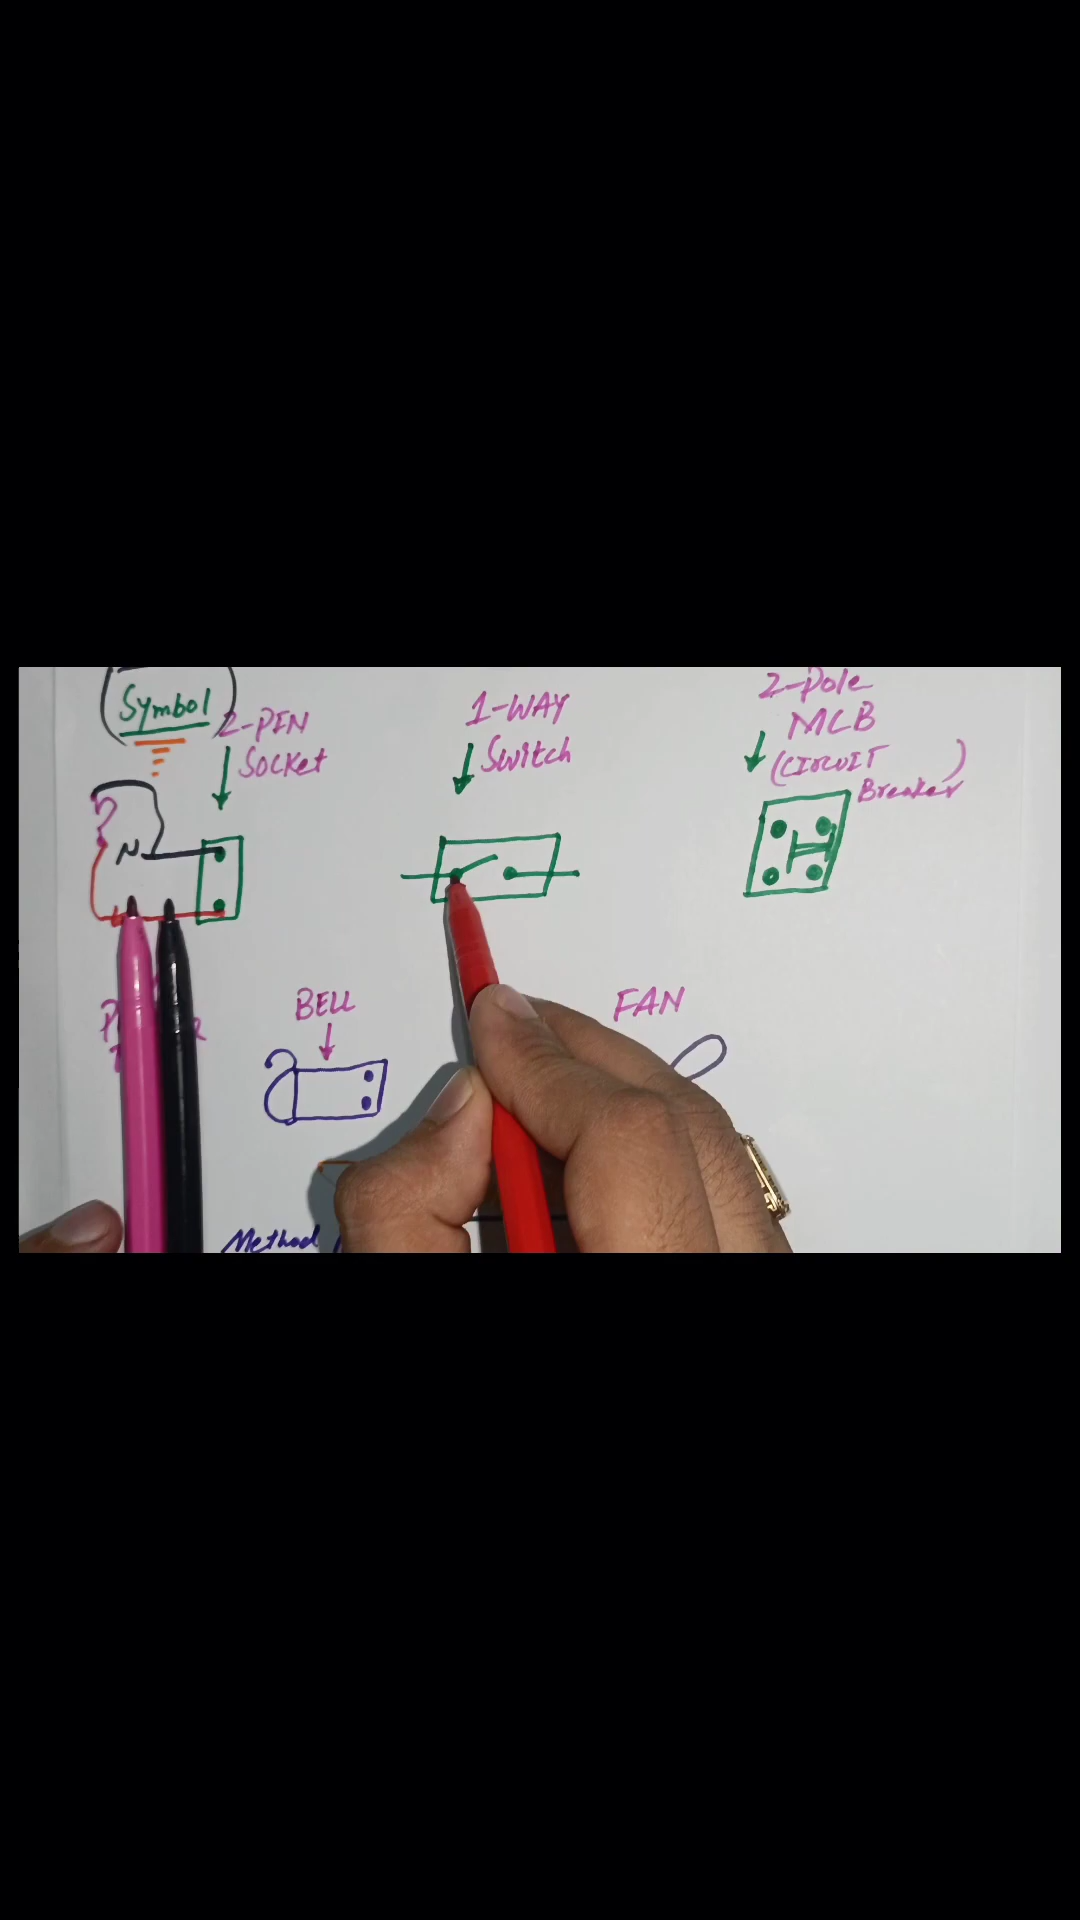 Symbol
2-PIN
Socket
1-WAY
Switch
2-Pole
MCB
(CIRCUIT
Breaker)
N
BELL
FAN
Method